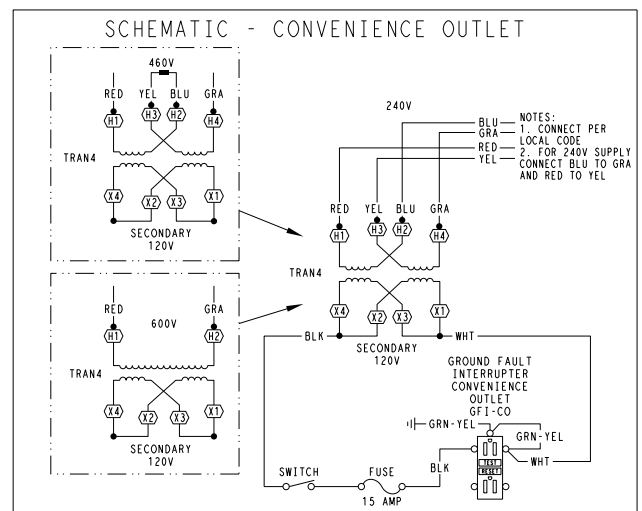 SCHEMATIC - CONVENIENCE OUTLET
460V
RED YEL BLU GRA
H1 H3 H2 H4
TRAN4
X4 X2 X3 X1
SECONDARY
120V
600V
RED GRA
H1 H2
TRAN4
X4 X2 X3 X1
SECONDARY
120V
240V
BLU
GRA
RED
YEL
NOTES:
1. CONNECT PER
LOCAL CODE
2. FOR 240V SUPPLY
CONNECT BLU TO GRA
AND RED TO YEL
RED YEL BLU GRA
H1 H3 H2 H4
TRAN4
X4 X2 X3 X1
BLK WHT
SECONDARY
120V
GROUND FAULT
INTERRUPTER
CONVENIENCE
OUTLET
GFI-CO
GRN-YEL
GRN-YEL
WHT
BLK
TEST
RESET
SWITCH FUSE
15 AMP